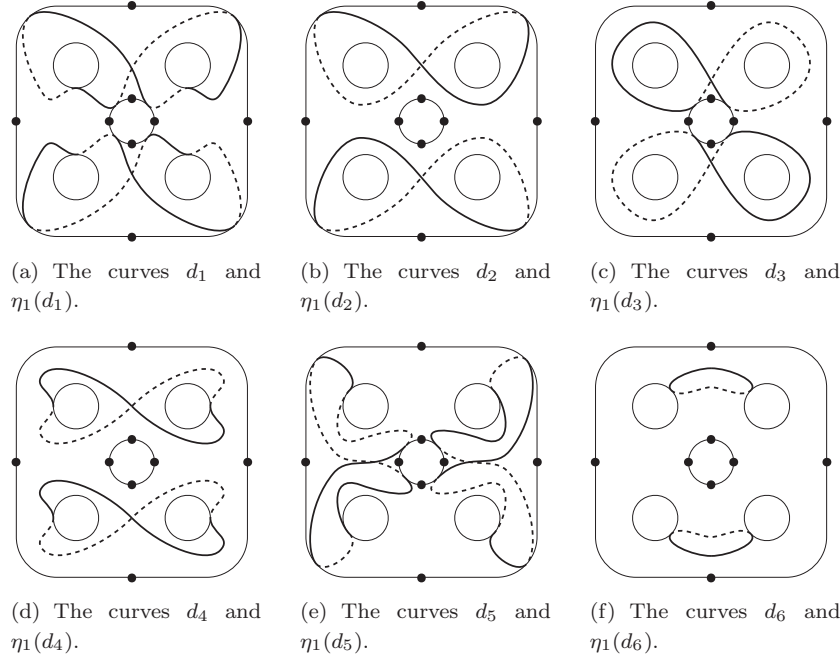 (a) The curves d₁ and
η₁(d₁).
(b) The curves d₂ and
η₁(d₂).
(c) The curves d₃ and
η₁(d₃).
(d) The curves d₄ and
η₁(d₄).
(e) The curves d₅ and
η₁(d₅).
(f) The curves d₆ and
η₁(d₆).